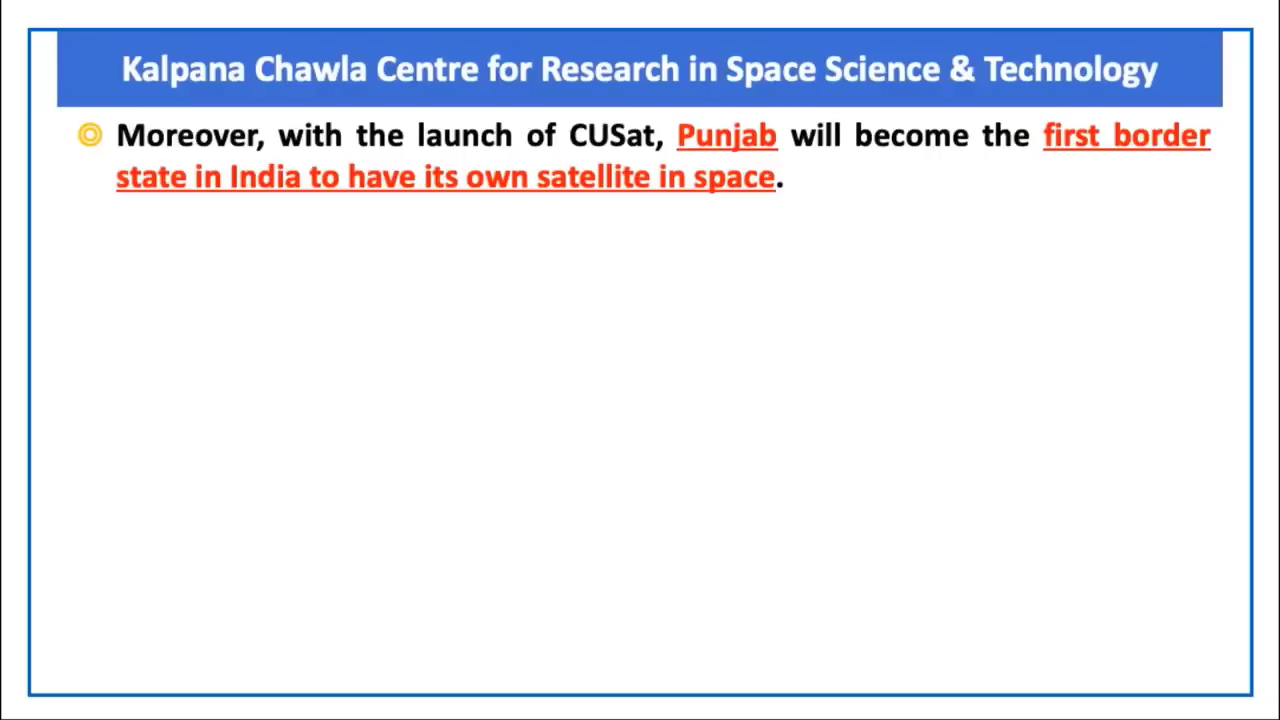 Kalpana Chawla Centre for Research in Space Science & Technology
Moreover, with the launch of CUSat, Punjab will become the first border
state in India to have its own satellite in space.